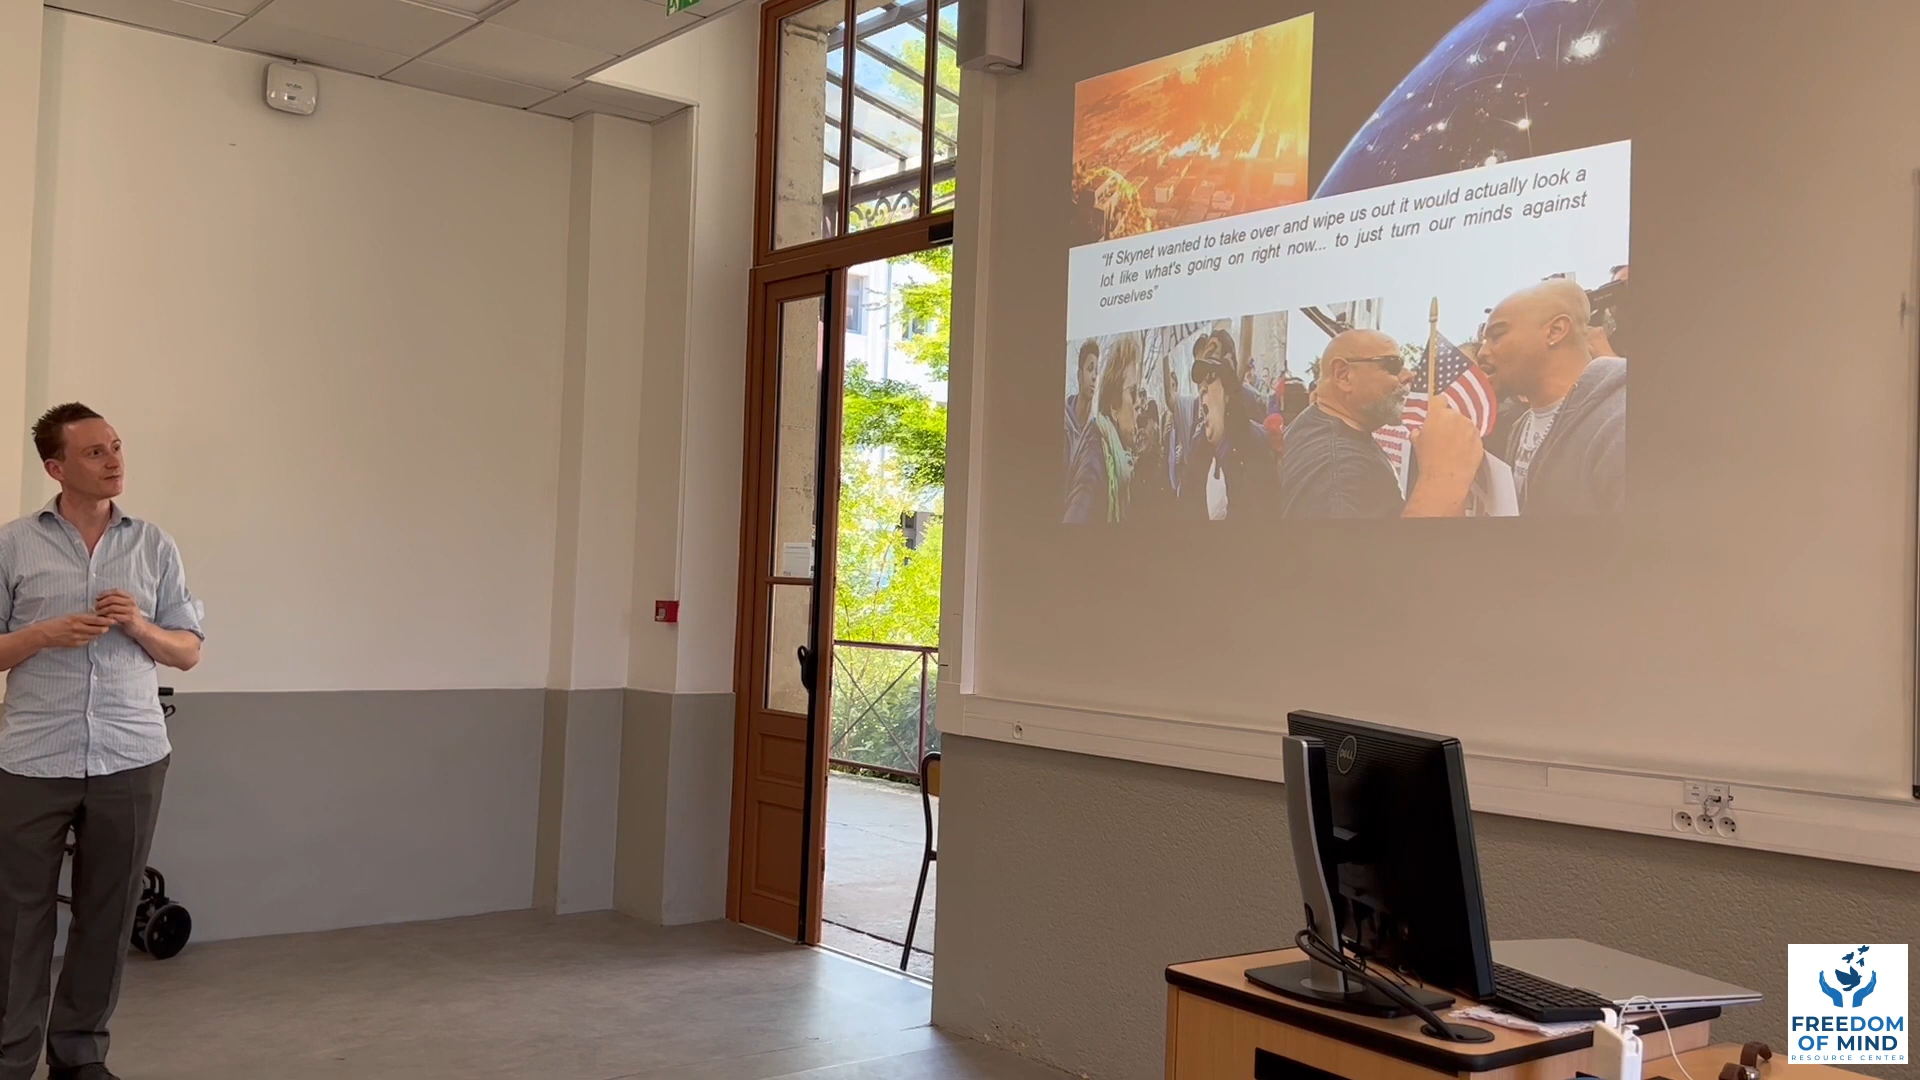 “If Skynet wanted to take over and wipe us out it would actually look a
lot like what's going on right now... to just turn our minds against
ourselves”
DELL
FREEDOM
OF MIND
RESOURCE CENTER